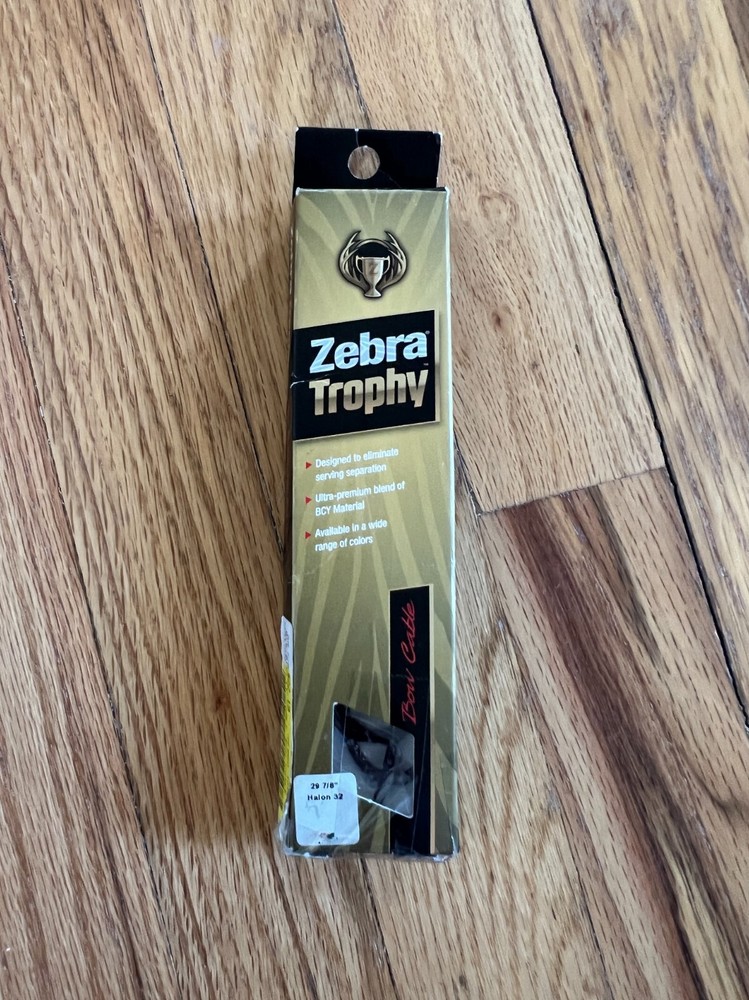 Z
Zebra®
Trophy™
▶ Designed to eliminate
serving separation
▶ Ultra-premium blend of
BCY Material
▶ Available in a wide
range of colors
Bow Cable
29 7/8"
Halon 32